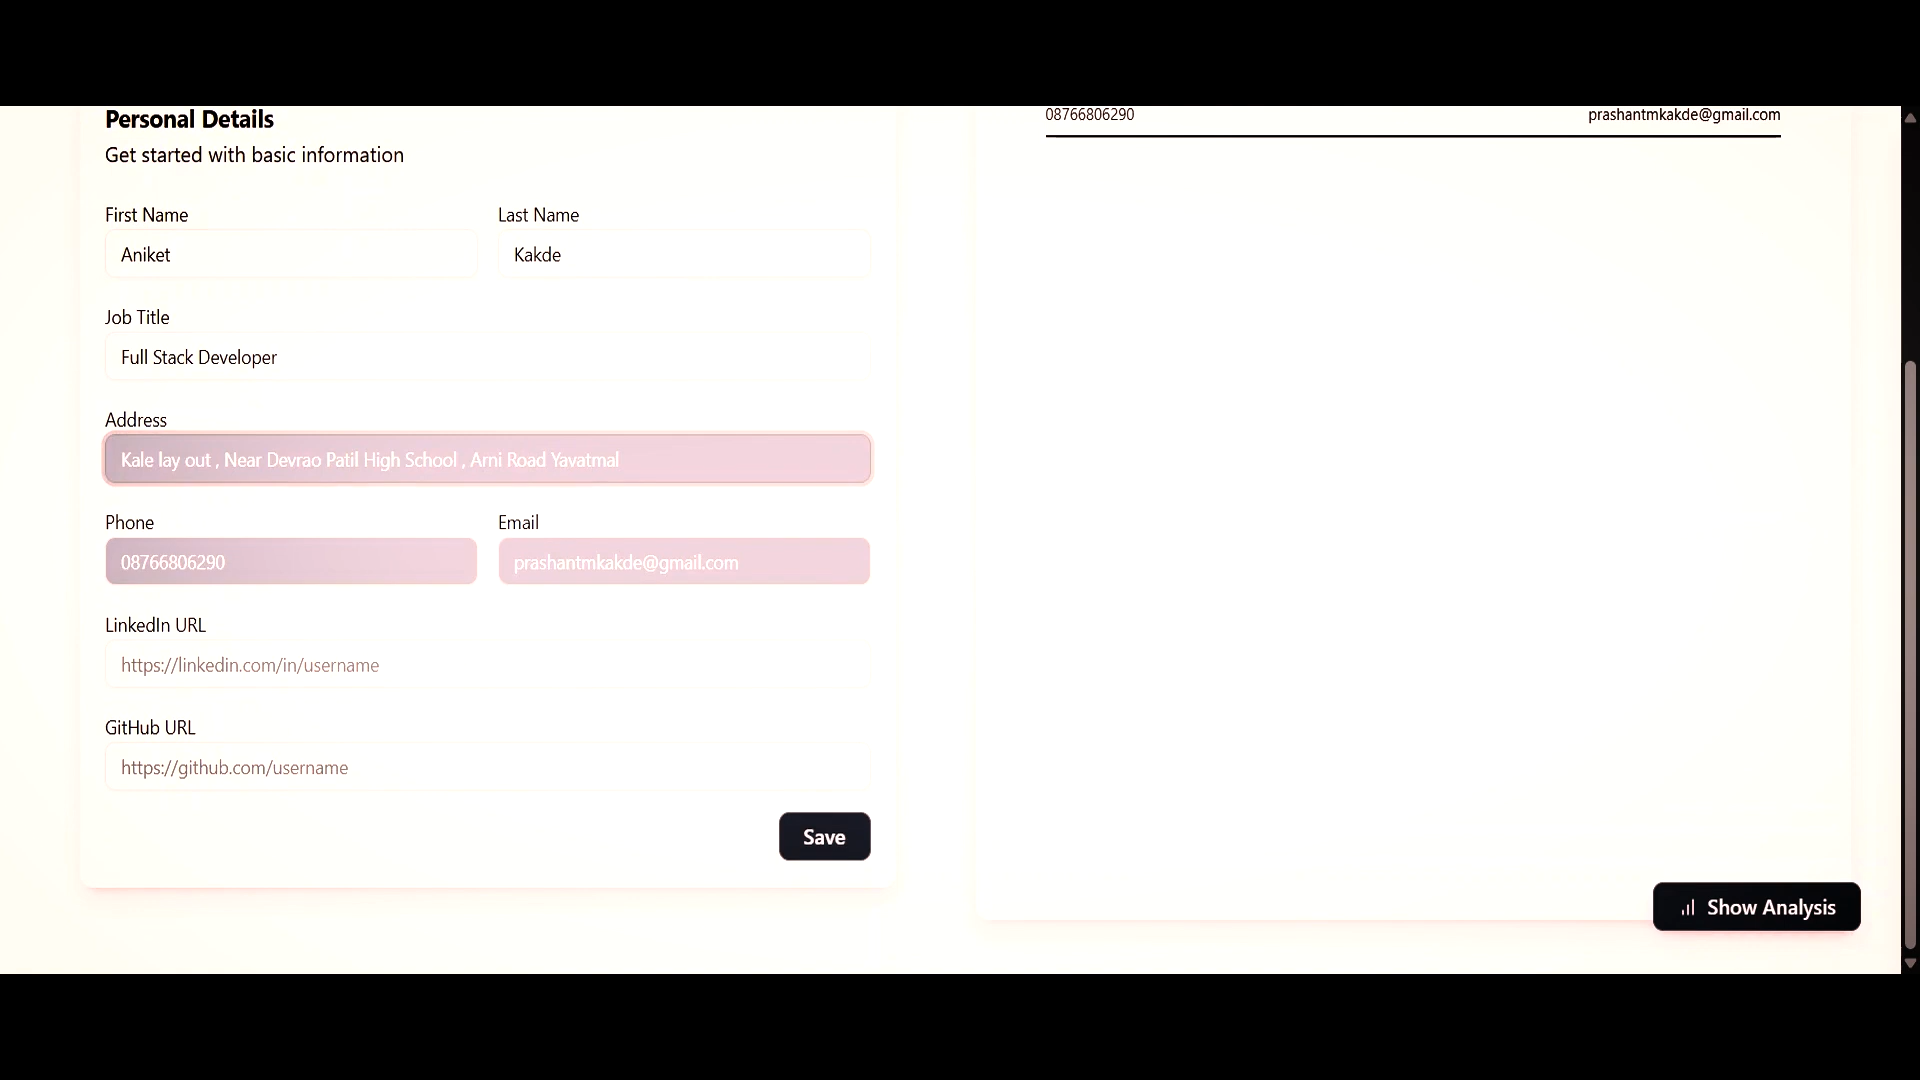 Personal Details
Get started with basic information
First Name
Last Name
Aniket
Kakde
Job Title
Full Stack Developer
Address
Kale lay out , Near Devrao Patil High School , Arni Road Yavatmal
Phone
Email
08766806290
prashantmkakde@gmail.com
LinkedIn URL
https://linkedin.com/in/username
GitHub URL
https://github.com/username
Save
08766806290
prashantmkakde@gmail.com
Show Analysis